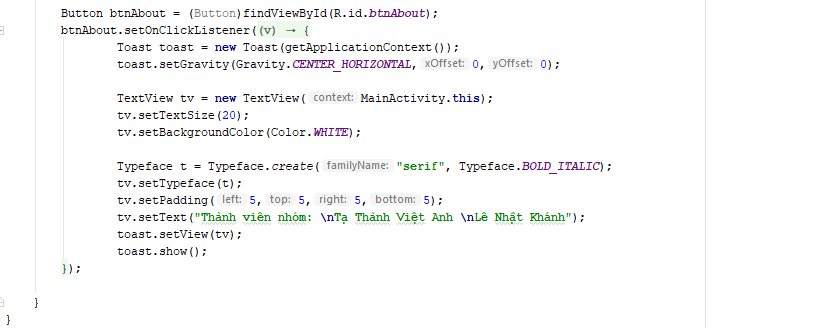 Button btnAbout = (Button)findViewById(R.id.btnAbout);
btnAbout.setOnClickListener((v) → {
Toast toast = new Toast(getApplicationContext());
toast.setGravity(Gravity.CENTER_HORIZONTAL, xOffset: 0, yOffset: 0);
TextView tv = new TextView( context: MainActivity.this);
tv.setTextSize(20);
tv.setBackgroundColor(Color.WHITE);
Typeface t = Typeface.create( familyName: "serif", Typeface.BOLD_ITALIC);
tv.setTypeface(t);
tv.setPadding( left: 5, top: 5, right: 5, bottom: 5);
tv.setText("Thành viên nhóm: \nTạ Thành Việt Anh \nLê Nhật Khánh");
toast.setView(tv);
toast.show();
});
}
}